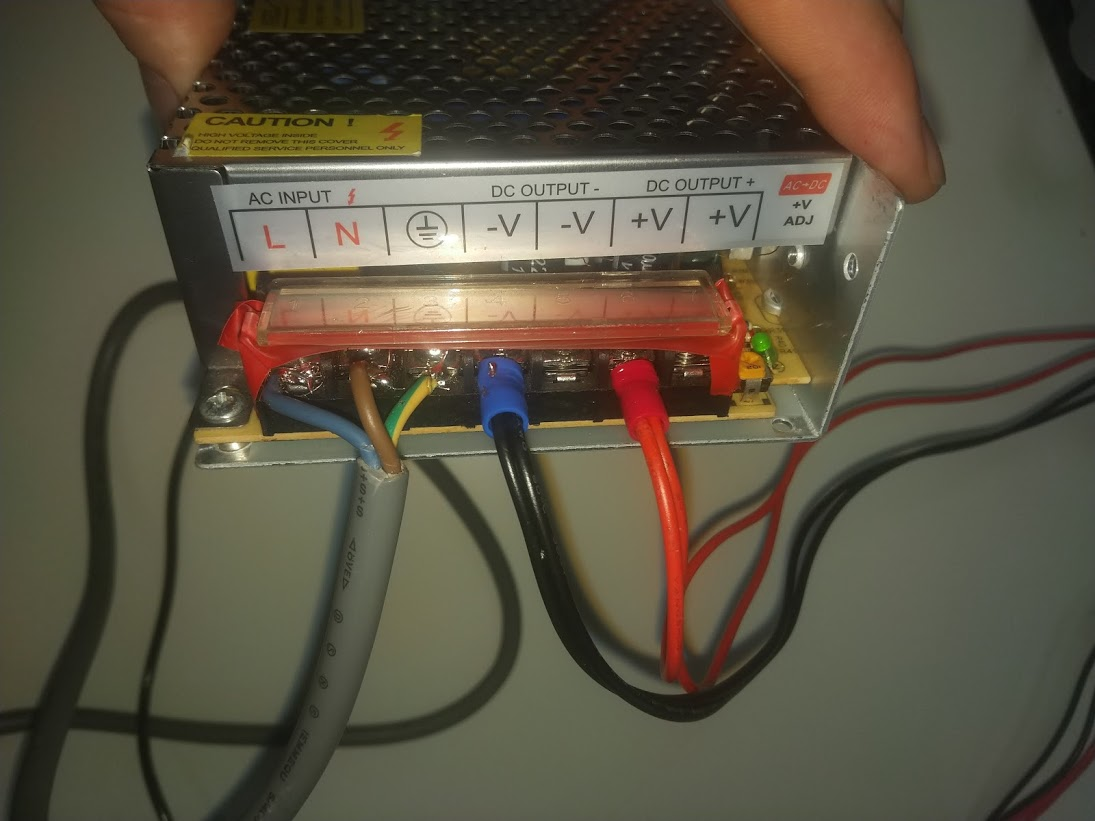 CAUTION !
HIGH VOLTAGE INSIDE
DO NOT REMOVE THIS COVER
QUALIFIED SERVICE PERSONNEL ONLY
AC INPUT
DC OUTPUT -
DC OUTPUT +
AC→DC
L
N
-V
-V
+V
+V
+V
ADJ
◁VDE▷